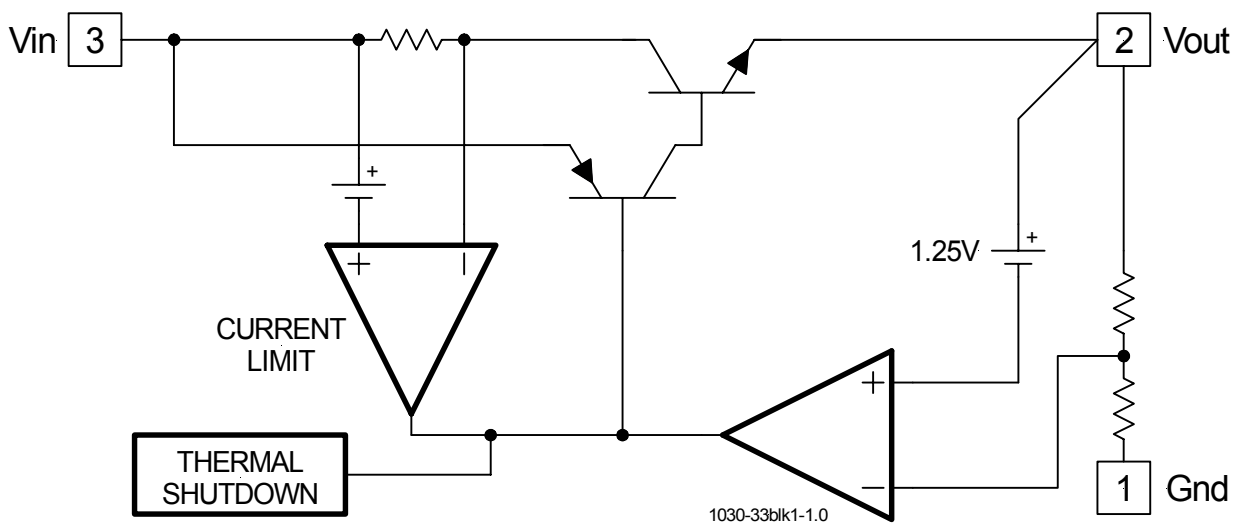 Vin 3
2 Vout
+
+
1.25V
+ −
CURRENT
LIMIT
+
−
THERMAL
SHUTDOWN
1 Gnd
1030-33blk1-1.0